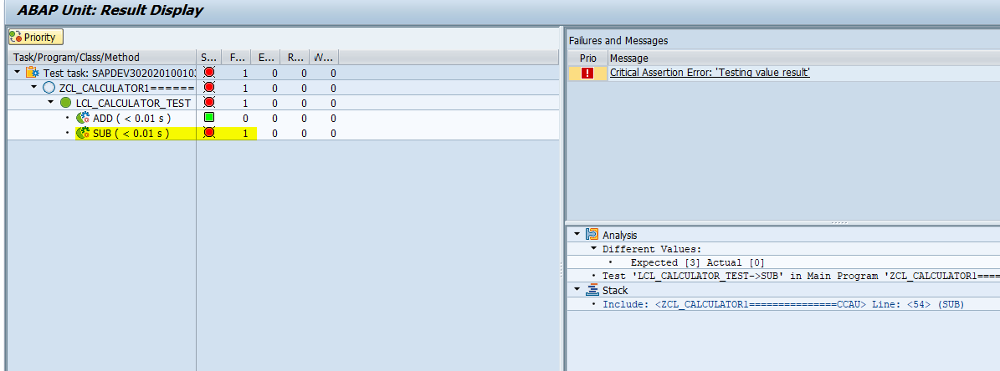 ABAP Unit: Result Display
Priority
Task/Program/Class/Method S... F... E... R... W...
Test task: SAPDEV30202010010: 1 0 0 0
ZCL_CALCULATOR1====== 1 0 0 0
LCL_CALCULATOR_TEST 1 0 0 0
ADD ( < 0.01 s ) 0 0 0 0
SUB ( < 0.01 s ) 1 0 0 0
Failures and Messages
Prio Message
Critical Assertion Error: 'Testing value result'
Analysis
Different Values:
Expected [3] Actual [0]
Test 'LCL_CALCULATOR_TEST->SUB' in Main Program 'ZCL_CALCULATOR1====
Stack
Include: <ZCL_CALCULATOR1===============CCAU> Line: <54> (SUB)